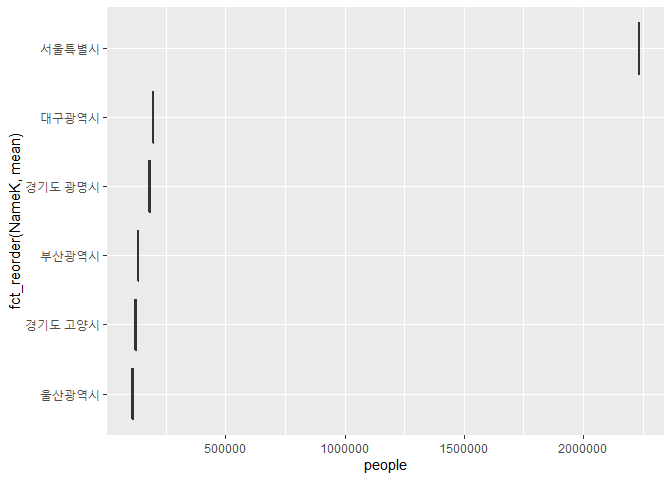 서울특별시
대구광역시
경기도 광명시
부산광역시
경기도 고양시
울산광역시
fct_reorder(NameK, mean)
500000
1000000
1500000
2000000
people